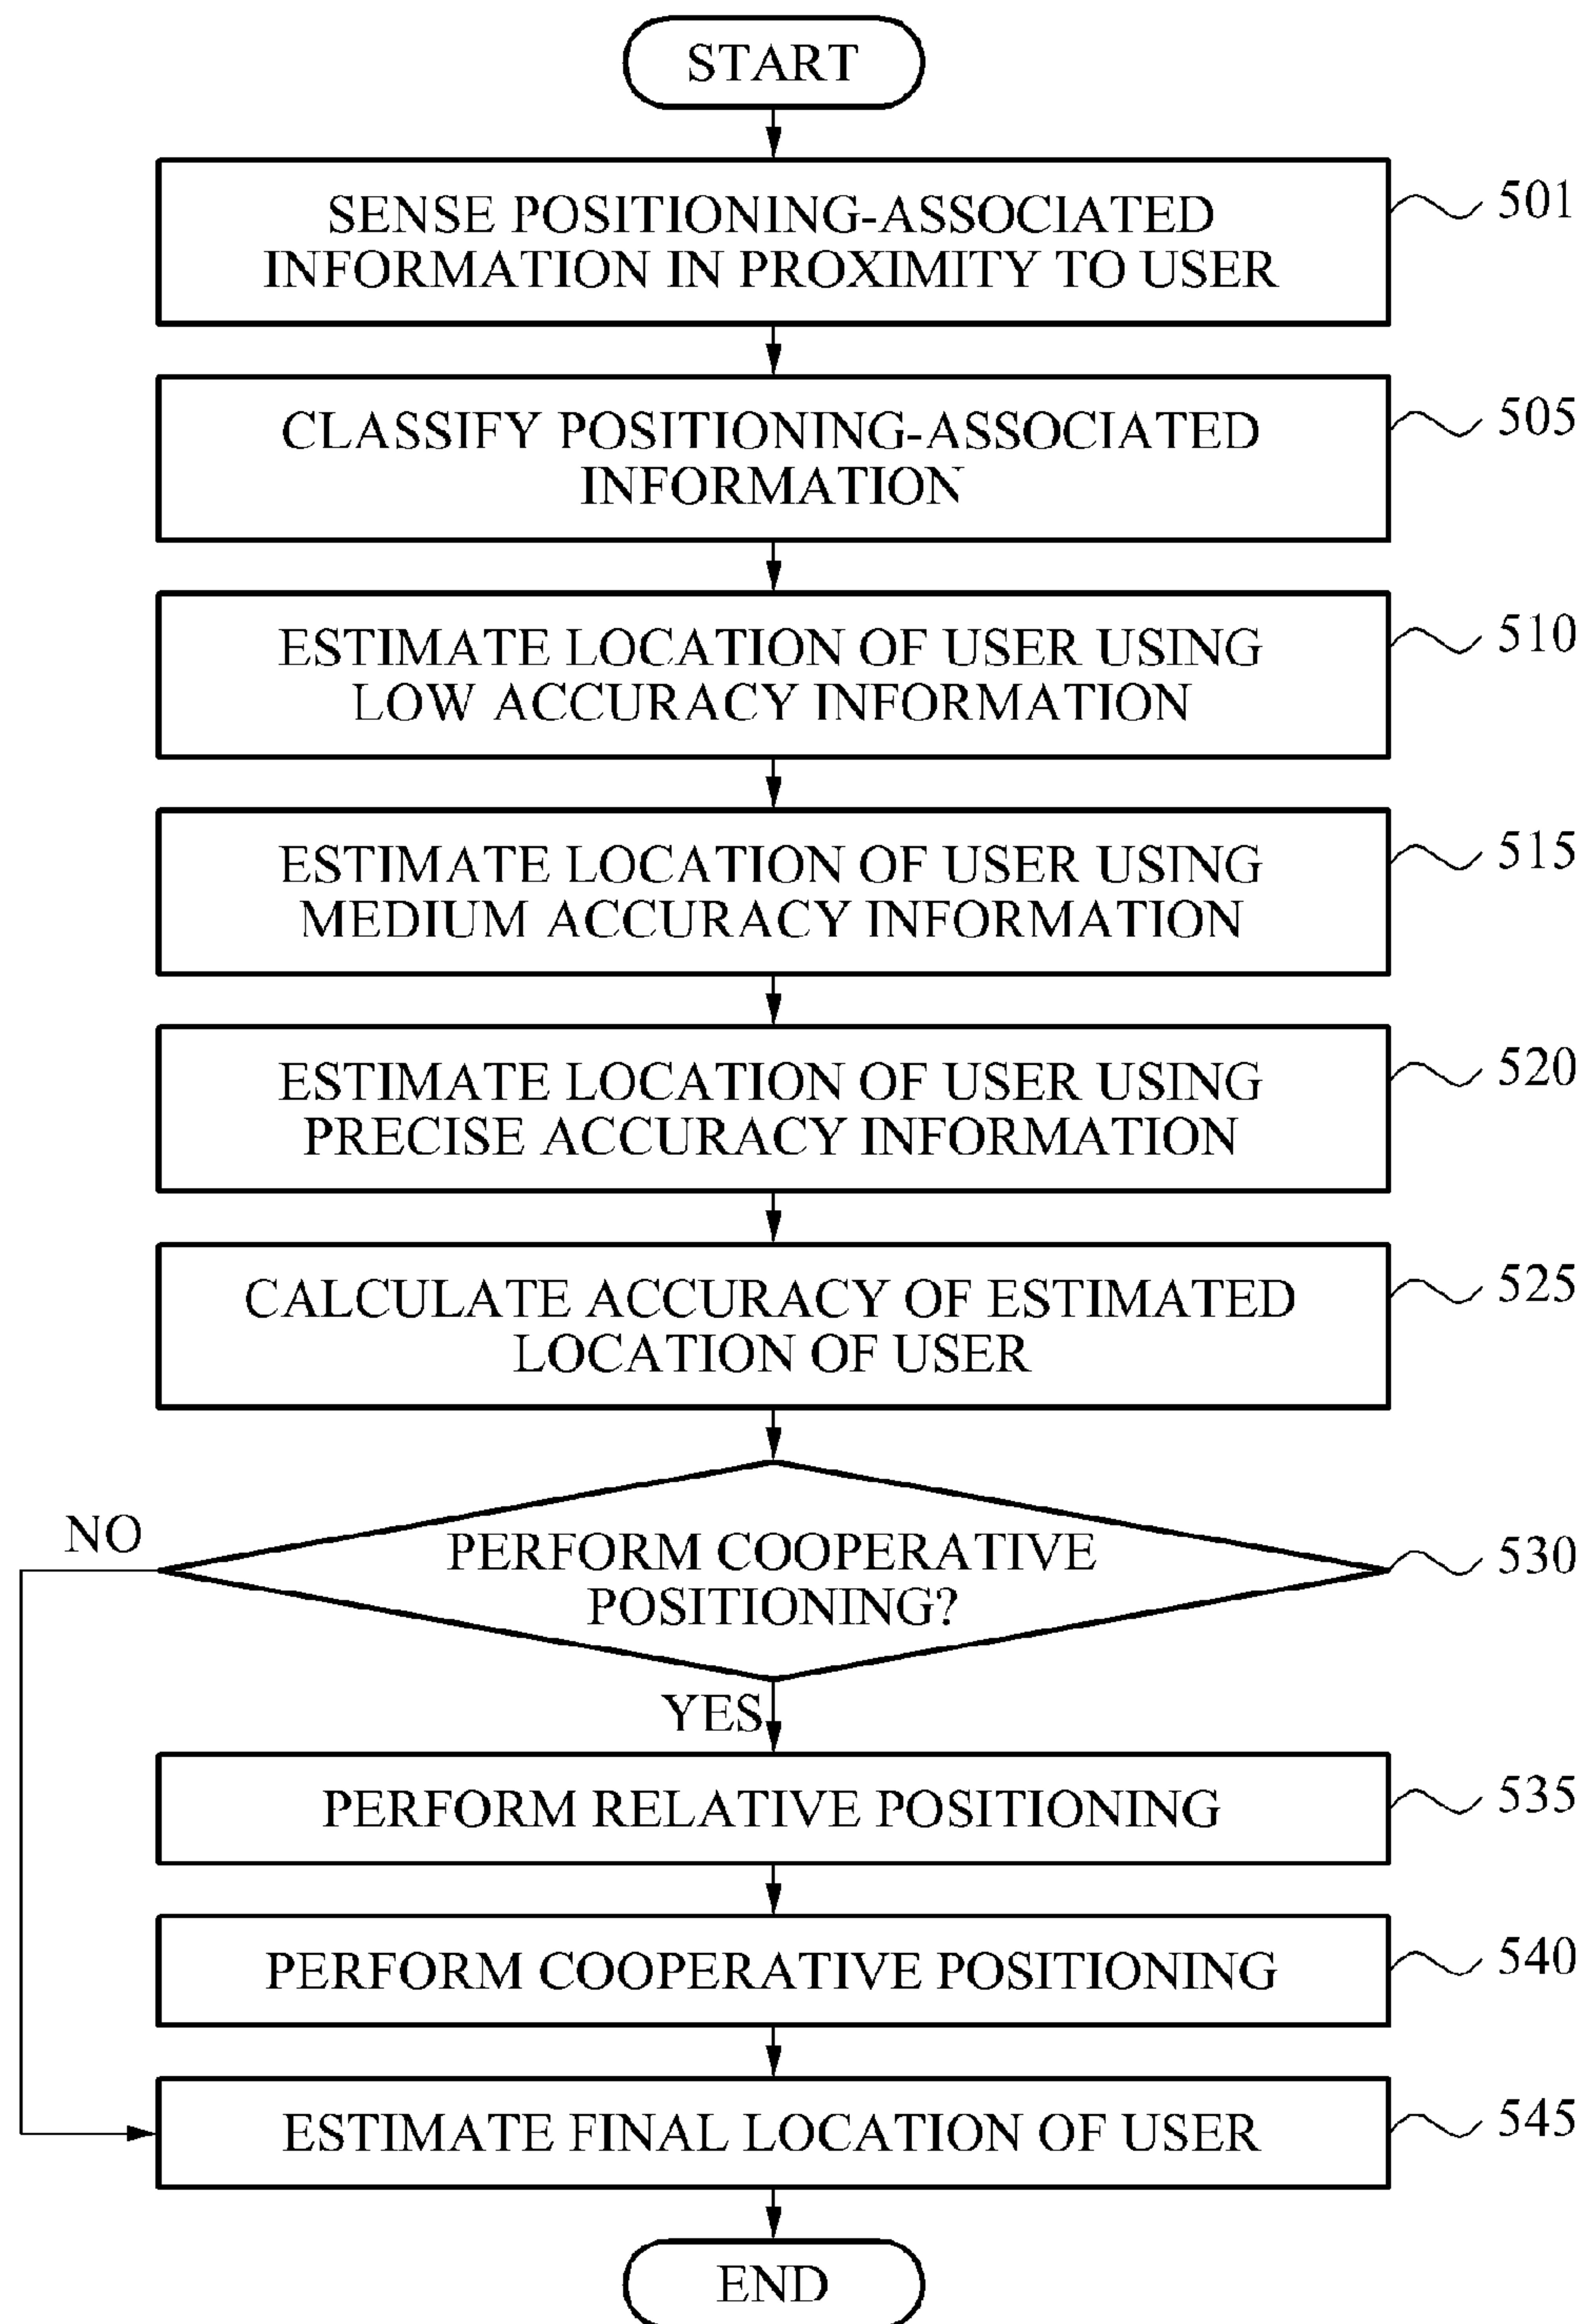 START
SENSE POSITIONING-ASSOCIATED
INFORMATION IN PROXIMITY TO USER
501
CLASSIFY POSITIONING-ASSOCIATED
INFORMATION
505
ESTIMATE LOCATION OF USER USING
LOW ACCURACY INFORMATION
510
ESTIMATE LOCATION OF USER USING
MEDIUM ACCURACY INFORMATION
515
ESTIMATE LOCATION OF USER USING
PRECISE ACCURACY INFORMATION
520
CALCULATE ACCURACY OF ESTIMATED
LOCATION OF USER
525
NO
PERFORM COOPERATIVE
POSITIONING?
530
YES
PERFORM RELATIVE POSITIONING
535
PERFORM COOPERATIVE POSITIONING
540
ESTIMATE FINAL LOCATION OF USER
545
END